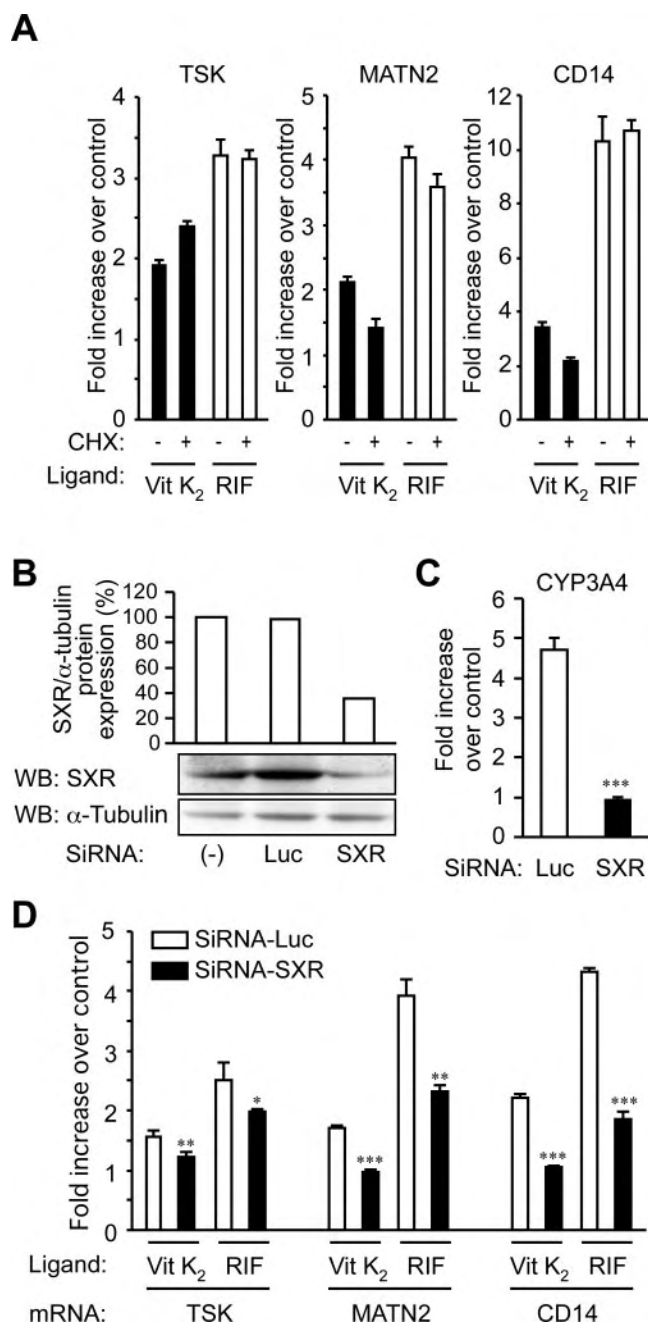 A
TSK
MATN2
CD14
Fold increase over control
4
3
2
1
0
Fold increase over control
5
4
3
2
1
0
Fold increase over control
12
10
8
6
4
2
0
CHX: - + - + - + - + - + - +
Ligand: Vit K2 RIF Vit K2 RIF Vit K2 RIF
B
SXR/α-tubulin protein expression (%)
120
100
80
60
40
20
0
WB: SXR
WB: α-Tubulin
SiRNA: (-) Luc SXR
C
CYP3A4
Fold increase over control
6
5
4
3
2
1
0
***
SiRNA: Luc SXR
D
Fold increase over control
5
4
3
2
1
0
SiRNA-Luc
SiRNA-SXR
** * *** ** *** ***
Ligand: Vit K2 RIF Vit K2 RIF Vit K2 RIF
mRNA: TSK MATN2 CD14